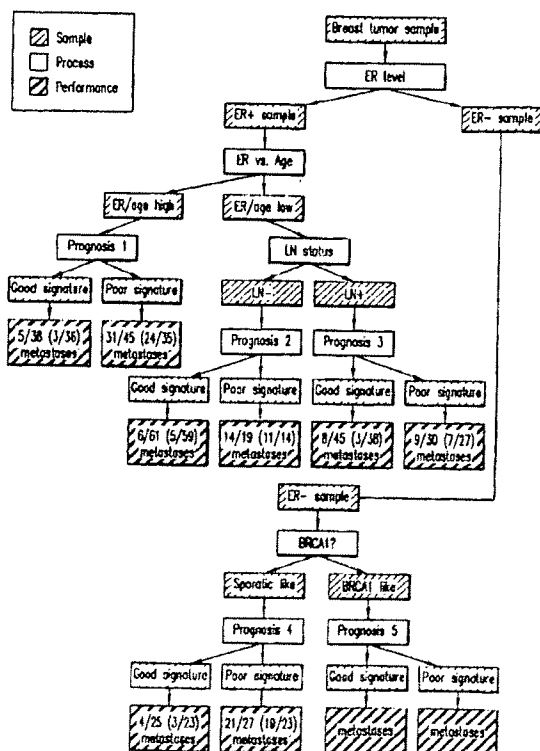 Sample
Process
Performance
Breast tumor sample
ER level
ER+ sample
ER- sample
ER vs. Age
ER/age high
ER/age low
Prognosis 1
LN status
Good signature
Poor signature
LN-
LN+
5/38 (3/36)
metastases
31/45 (24/35)
metastases
Prognosis 2
Prognosis 3
Good signature
Poor signature
Good signature
Poor signature
6/61 (5/59)
metastases
14/19 (11/14)
metastases
8/45 (3/38)
metastases
9/30 (7/27)
metastases
ER- sample
BRCA1?
Sporatic like
BRCA1 like
Prognosis 4
Prognosis 5
Good signature
Poor signature
Good signature
Poor signature
4/25 (3/23)
metastases
21/27 (18/23)
metastases
metastases
metastases